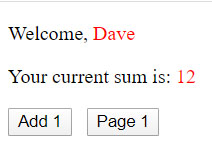 Welcome, Dave
Your current sum is: 12
Add 1 Page 1